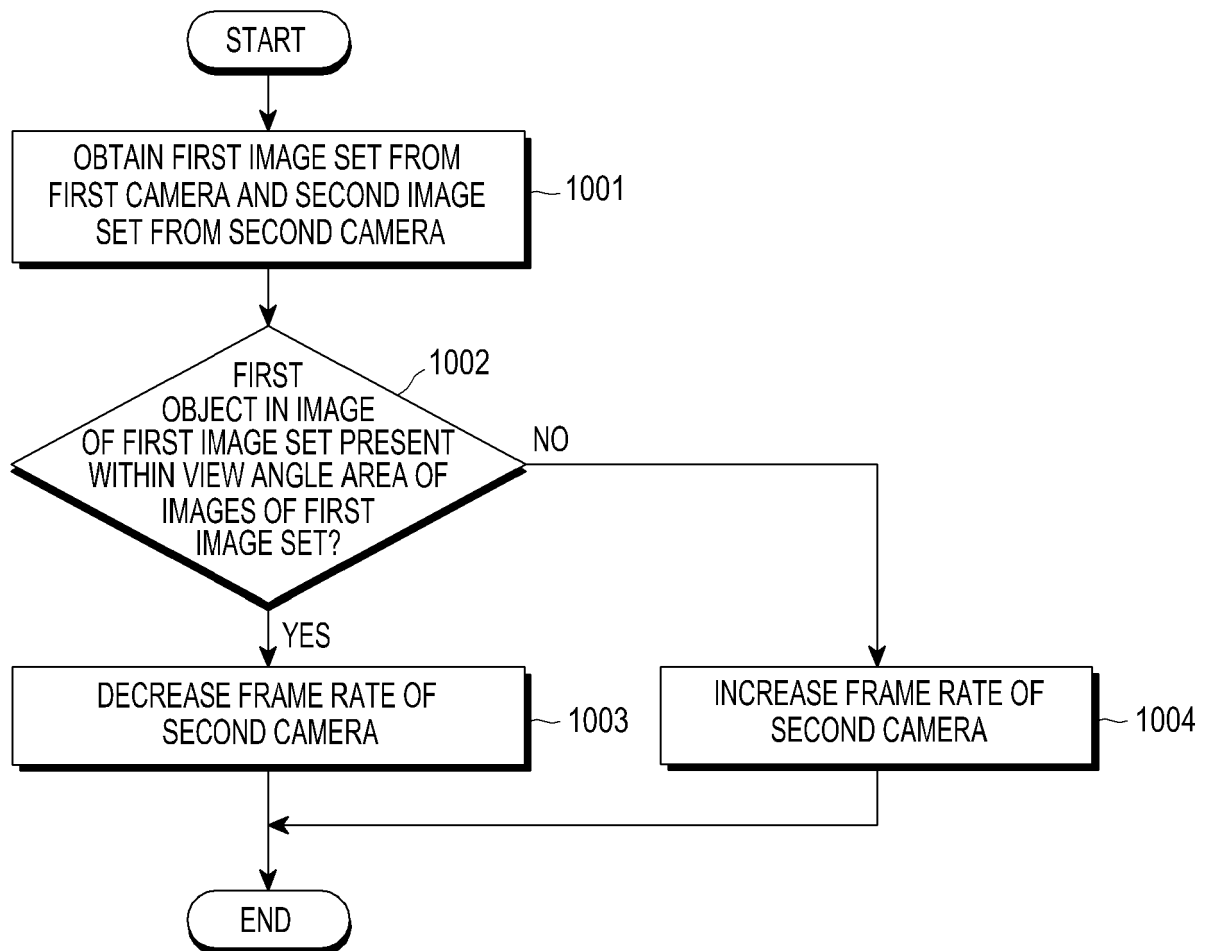 START
OBTAIN FIRST IMAGE SET FROM
FIRST CAMERA AND SECOND IMAGE
SET FROM SECOND CAMERA
1001
1002
FIRST
OBJECT IN IMAGE
OF FIRST IMAGE SET PRESENT
WITHIN VIEW ANGLE AREA OF
IMAGES OF FIRST
IMAGE SET?
NO
YES
DECREASE FRAME RATE OF
SECOND CAMERA
1003
INCREASE FRAME RATE OF
SECOND CAMERA
1004
END